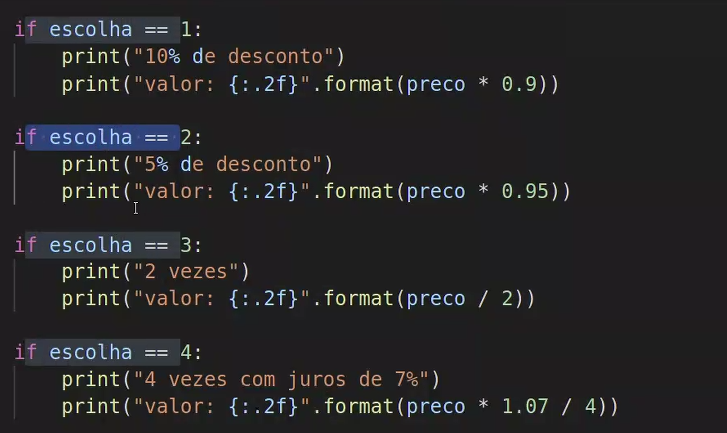 if escolha == 1:
    print("10% de desconto")
    print("valor: {:.2f}".format(preco * 0.9))
if escolha == 2:
    print("5% de desconto")
    print("valor: {:.2f}".format(preco * 0.95))
if escolha == 3:
    print("2 vezes")
    print("valor: {:.2f}".format(preco / 2))
if escolha == 4:
    print("4 vezes com juros de 7%")
    print("valor: {:.2f}".format(preco * 1.07 / 4))